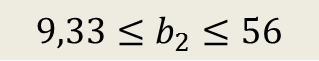 9,33 ≤ b₂ ≤ 56